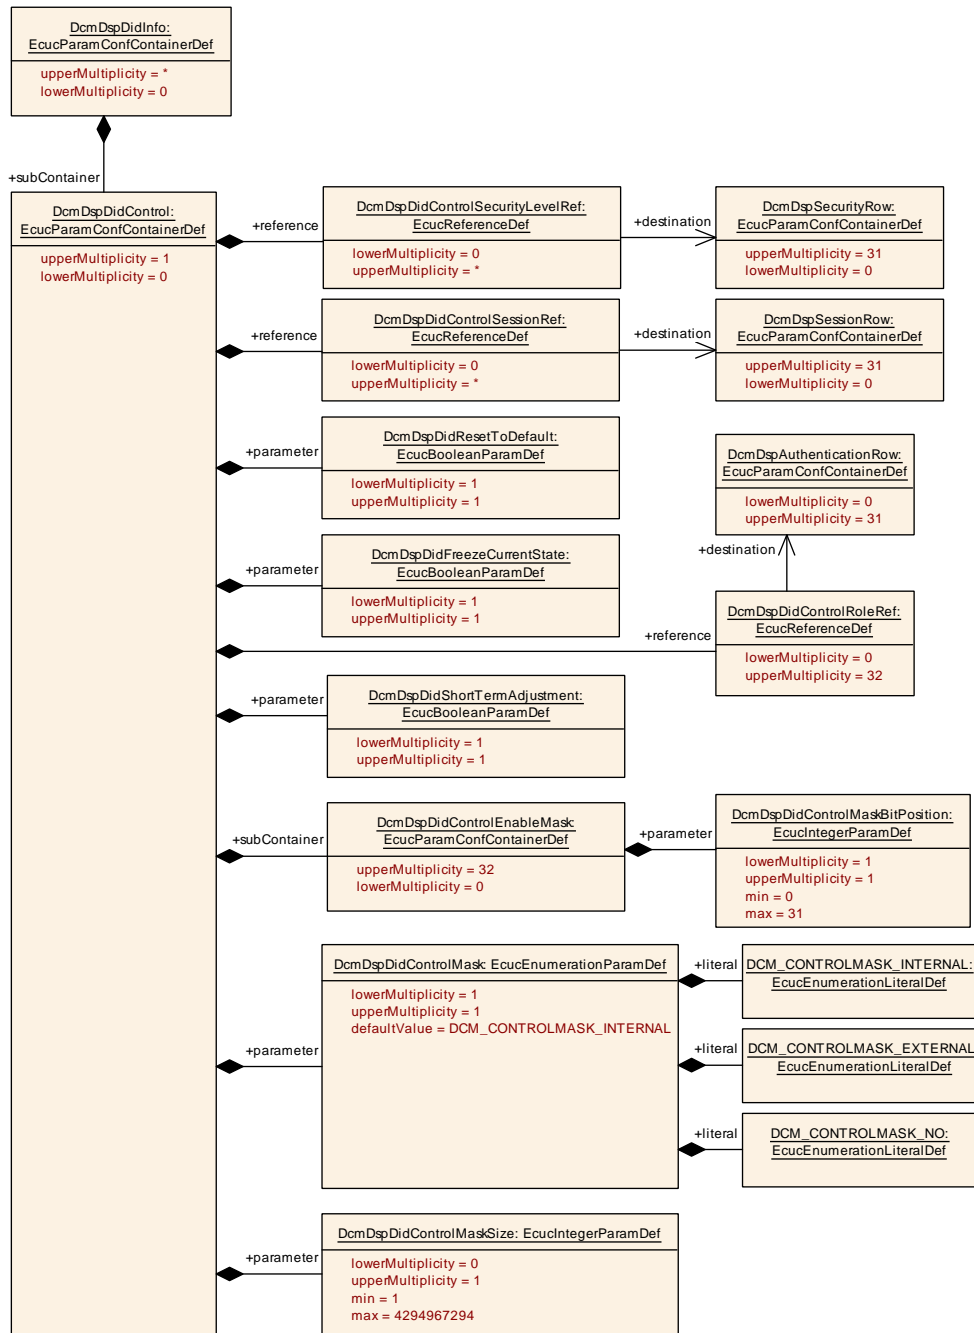 DcmDspDidInfo:
EcucParamConfContainerDef
upperMultiplicity = *
lowerMultiplicity = 0
+subContainer
DcmDspDidControl:
EcucParamConfContainerDef
upperMultiplicity = 1
lowerMultiplicity = 0
+reference
DcmDspDidControlSecurityLevelRef:
EcucReferenceDef
lowerMultiplicity = 0
upperMultiplicity = *
+destination
DcmDspSecurityRow:
EcucParamConfContainerDef
upperMultiplicity = 31
lowerMultiplicity = 0
+reference
DcmDspDidControlSessionRef:
EcucReferenceDef
lowerMultiplicity = 0
upperMultiplicity = *
+destination
DcmDspSessionRow:
EcucParamConfContainerDef
upperMultiplicity = 31
lowerMultiplicity = 0
+parameter
DcmDspDidResetToDefault:
EcucBooleanParamDef
lowerMultiplicity = 1
upperMultiplicity = 1
DcmDspAuthenticationRow:
EcucParamConfContainerDef
lowerMultiplicity = 0
upperMultiplicity = 31
+destination
+parameter
DcmDspDidFreezeCurrentState:
EcucBooleanParamDef
lowerMultiplicity = 1
upperMultiplicity = 1
+reference
DcmDspDidControlRoleRef:
EcucReferenceDef
lowerMultiplicity = 0
upperMultiplicity = 32
+parameter
DcmDspDidShortTermAdjustment:
EcucBooleanParamDef
lowerMultiplicity = 1
upperMultiplicity = 1
+subContainer
DcmDspDidControlEnableMask:
EcucParamConfContainerDef
upperMultiplicity = 32
lowerMultiplicity = 0
+parameter
DcmDspDidControlMaskBitPosition:
EcucIntegerParamDef
lowerMultiplicity = 1
upperMultiplicity = 1
min = 0
max = 31
+parameter
DcmDspDidControlMask: EcucEnumerationParamDef
lowerMultiplicity = 1
upperMultiplicity = 1
defaultValue = DCM_CONTROLMASK_INTERNAL
+literal
DCM_CONTROLMASK_INTERNAL:
EcucEnumerationLiteralDef
+literal
DCM_CONTROLMASK_EXTERNAL
EcucEnumerationLiteralDef
+literal
DCM_CONTROLMASK_NO:
EcucEnumerationLiteralDef
+parameter
DcmDspDidControlMaskSize: EcucIntegerParamDef
lowerMultiplicity = 0
upperMultiplicity = 1
min = 1
max = 4294967294